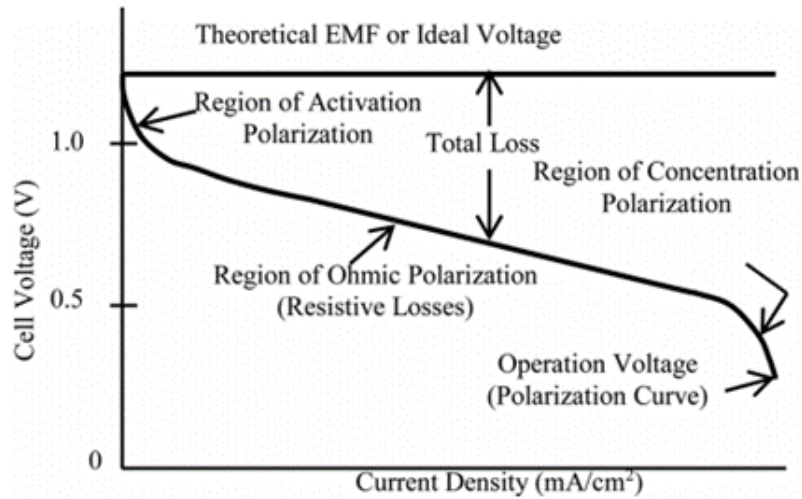 Theoretical EMF or Ideal Voltage
Region of Activation
Polarization
1.0
Total Loss
Region of Concentration
Polarization
Cell Voltage (V)
Region of Ohmic Polarization
(Resistive Losses)
0.5
Operation Voltage
(Polarization Curve)
0
Current Density (mA/cm²)